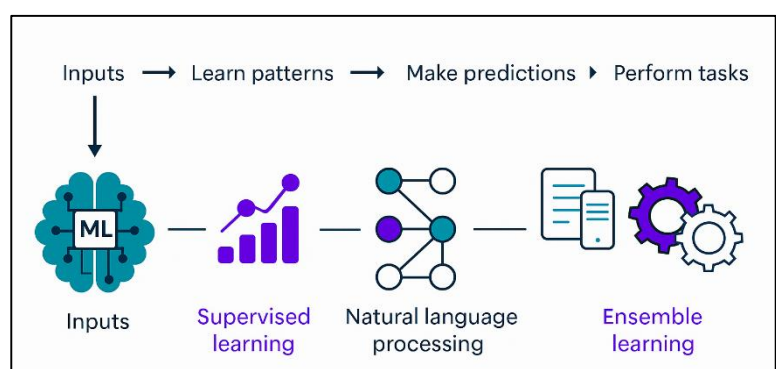 Inputs → Learn patterns → Make predictions ▸ Perform tasks
ML
Inputs
Supervised
learning
Natural language
processing
Ensemble
learning